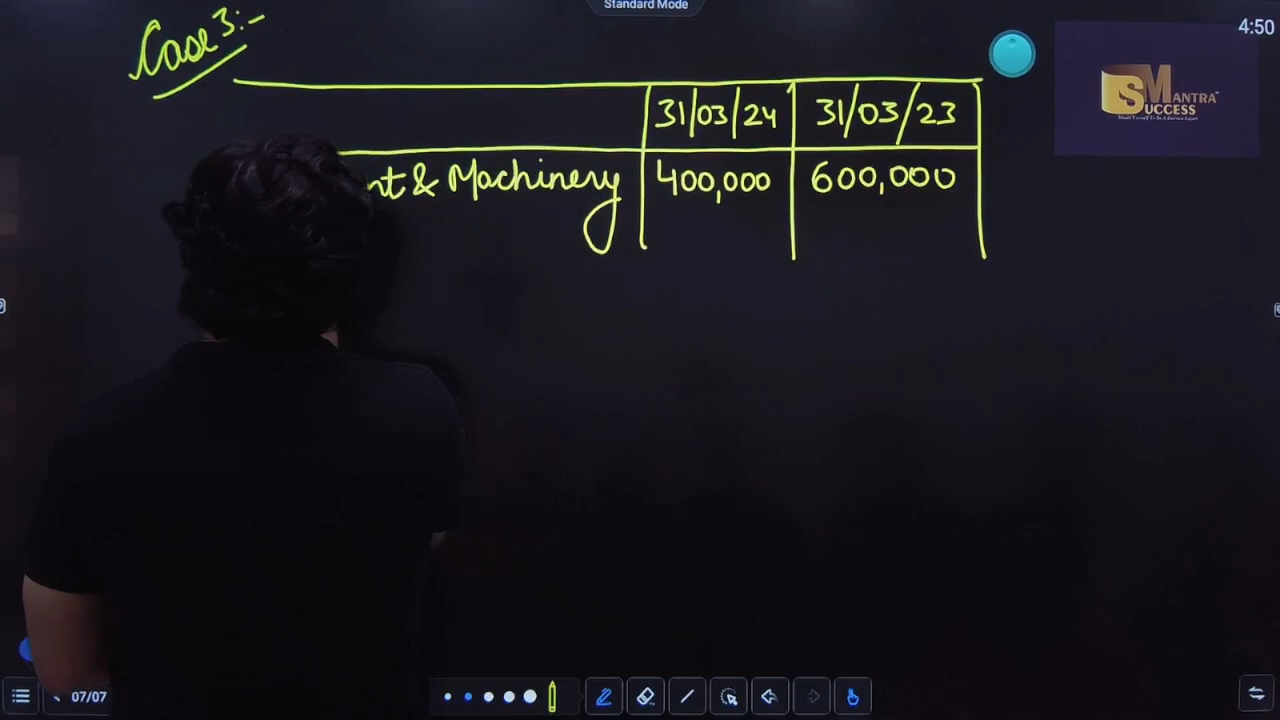 Standard Mode
4:50
Case 3:-
SMANTRA
SUCCESS
31/03/24 31/03/23
nt & Machinery 400,000 600,000
07/07